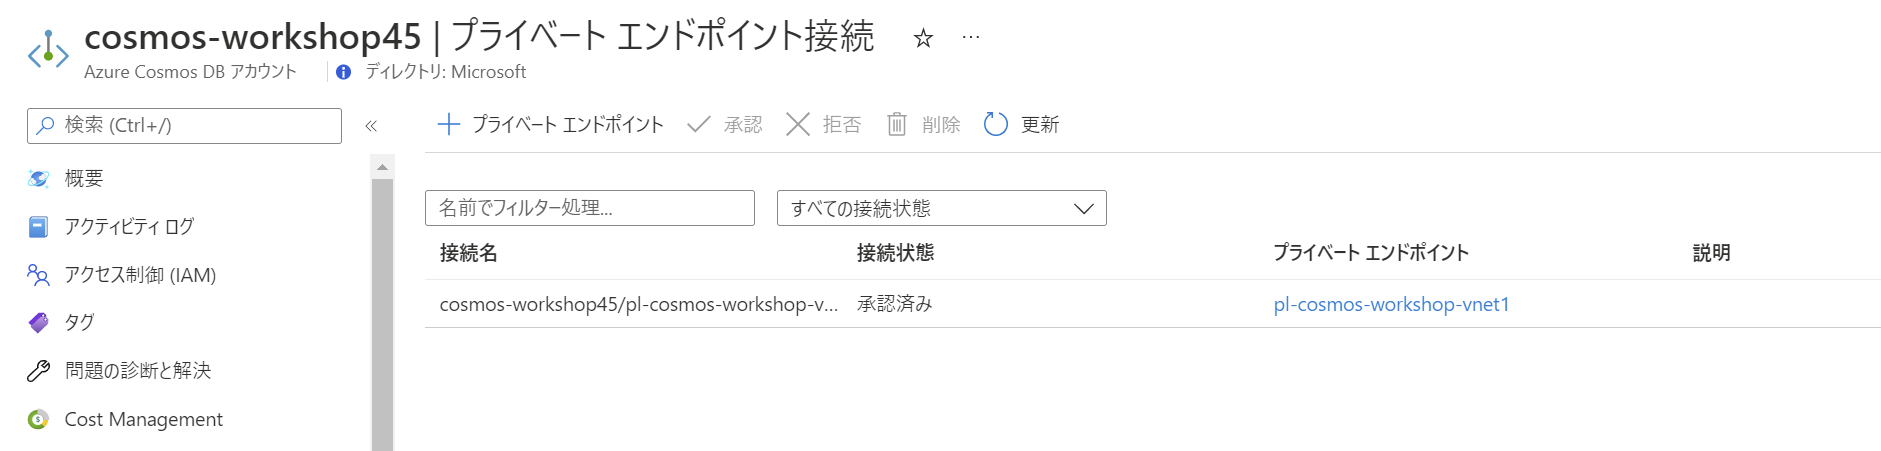 cosmos-workshop45 | プライベート エンドポイント接続 ☆ …
Azure Cosmos DB アカウント ディレクトリ: Microsoft
検索 (Ctrl+/) «
概要
アクティビティ ログ
アクセス制御 (IAM)
タグ
問題の診断と解決
Cost Management
プライベート エンドポイント 承認 拒否 削除 更新
名前でフィルター処理... すべての接続状態
接続名 接続状態 プライベート エンドポイント 説明
cosmos-workshop45/pl-cosmos-workshop-v... 承認済み pl-cosmos-workshop-vnet1